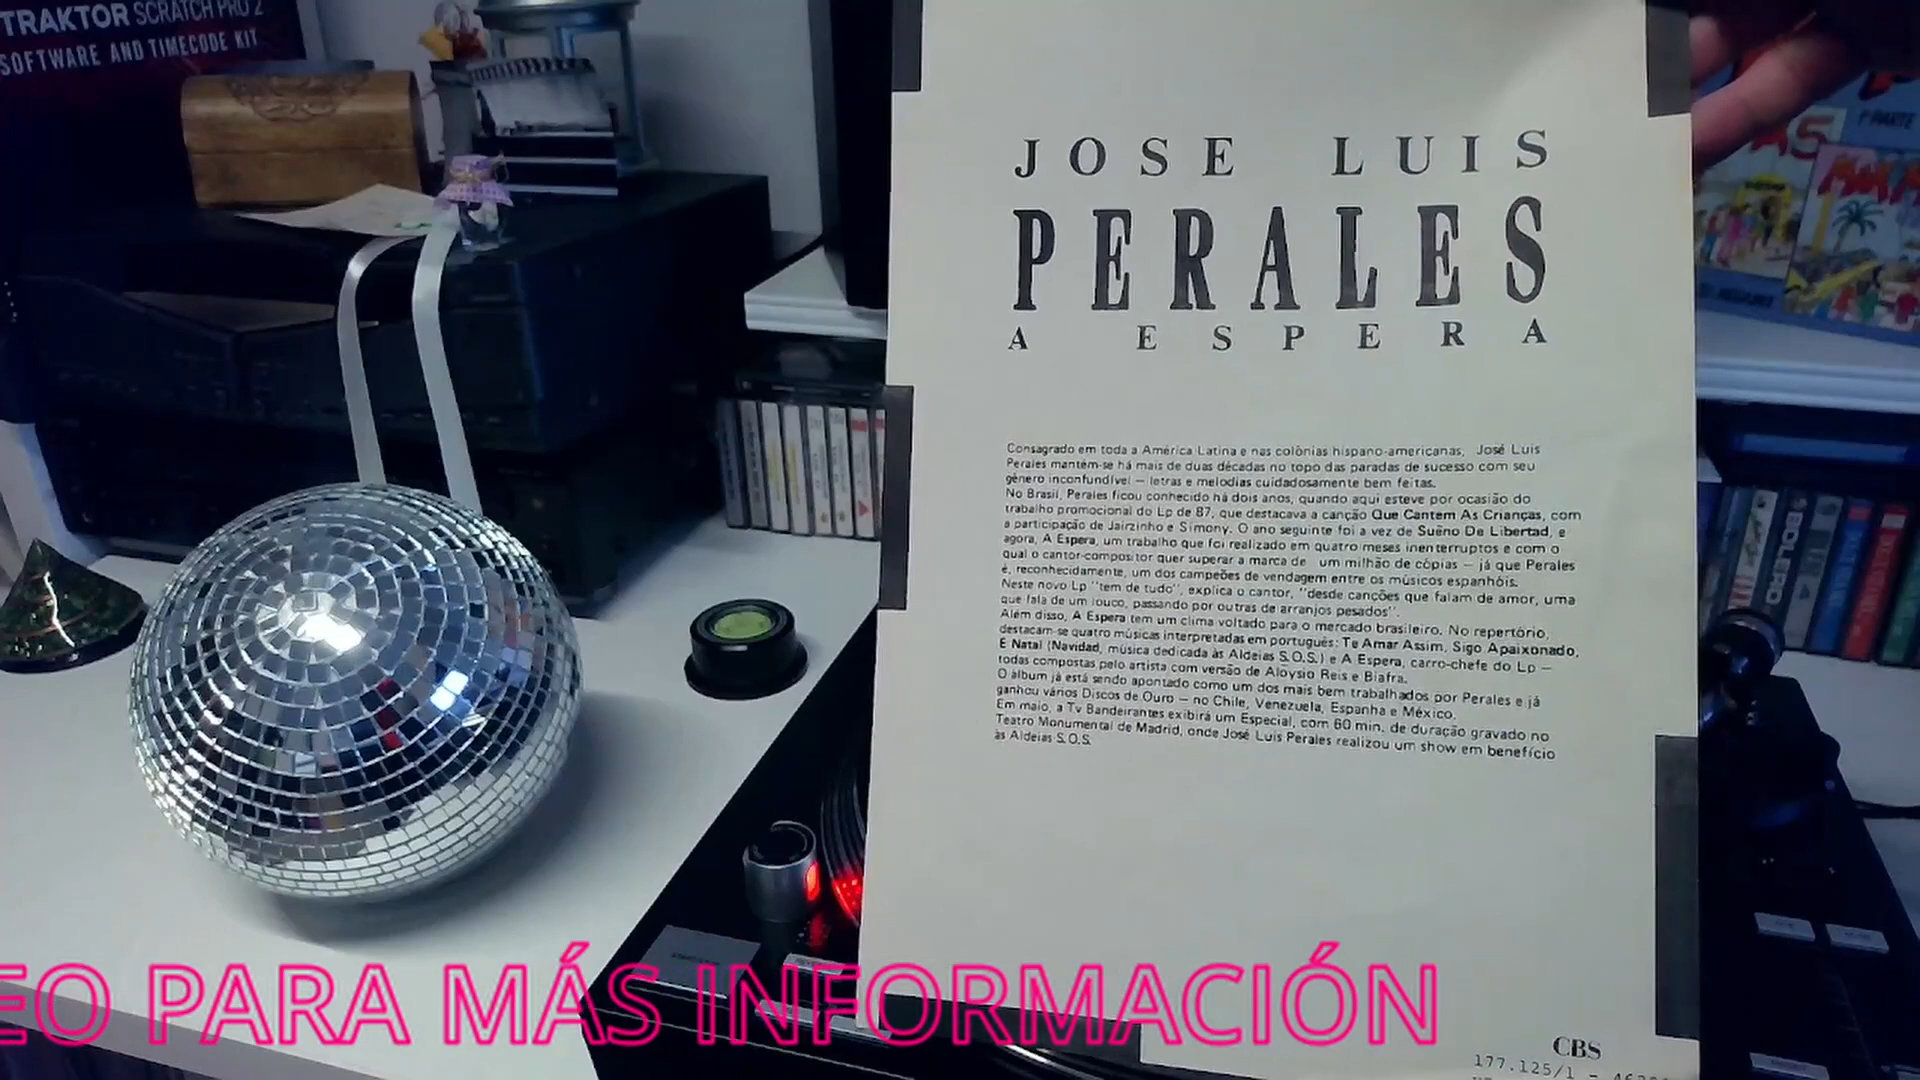 TRAKTOR SCRATCH PRO 2
SOFTWARE AND TIMECODE KIT
JOSE LUIS
PERALES
A ESPERA
Consagrado em toda a América Latina e nas colônias hispano-americanas, José Luis
Perales mantém-se há mais de duas décadas no topo das paradas de sucesso com seu
gênero inconfundível — letras e melodias cuidadosamente bem feitas.
No Brasil, Perales ficou conhecido há dois anos, quando aqui esteve por ocasião do
trabalho promocional do Lp de 87, que destacava a canção Que Cantem As Crianças, com
a participação de Jairzinho e Simony. O ano seguinte foi a vez de Sueño De Libertad, e
agora, A Espera, um trabalho que foi realizado em quatro meses inenterruptos e com o
qual o cantor-compositor quer superar a marca de um milhão de cópias — já que Perales
é, reconhecidamente, um dos campeões de vendagem entre os músicos espanhóis.
Neste novo Lp "tem de tudo", explica o cantor, "desde canções que falam de amor, uma
que fala de um louco, passando por outras de arranjos pesados".
Além disso, A Espera tem um clima voltado para o mercado brasileiro. No repertório,
destacam-se quatro músicas interpretadas em português: Te Amar Assim, Sigo Apaixonado,
E Natal (Navidad, música dedicada às Aldeias S.O.S.) e A Espera, carro-chefe do Lp —
todas compostas pelo artista com versão de Aloysio Reis e Biafra.
O álbum já está sendo apontado como um dos mais bem trabalhados por Perales e já
ganhou vários Discos de Ouro — no Chile, Venezuela, Espanha e México.
Em maio, a Tv Bandeirantes exibirá um Especial, com 60 min. de duração gravado no
Teatro Monumental de Madrid, onde José Luis Perales realizou um show em benefício
às Aldeias S.O.S.
CBS
177.125/1 -
1ª PARTE
BOLERO
EO PARA MÁS INFORMACIÓN